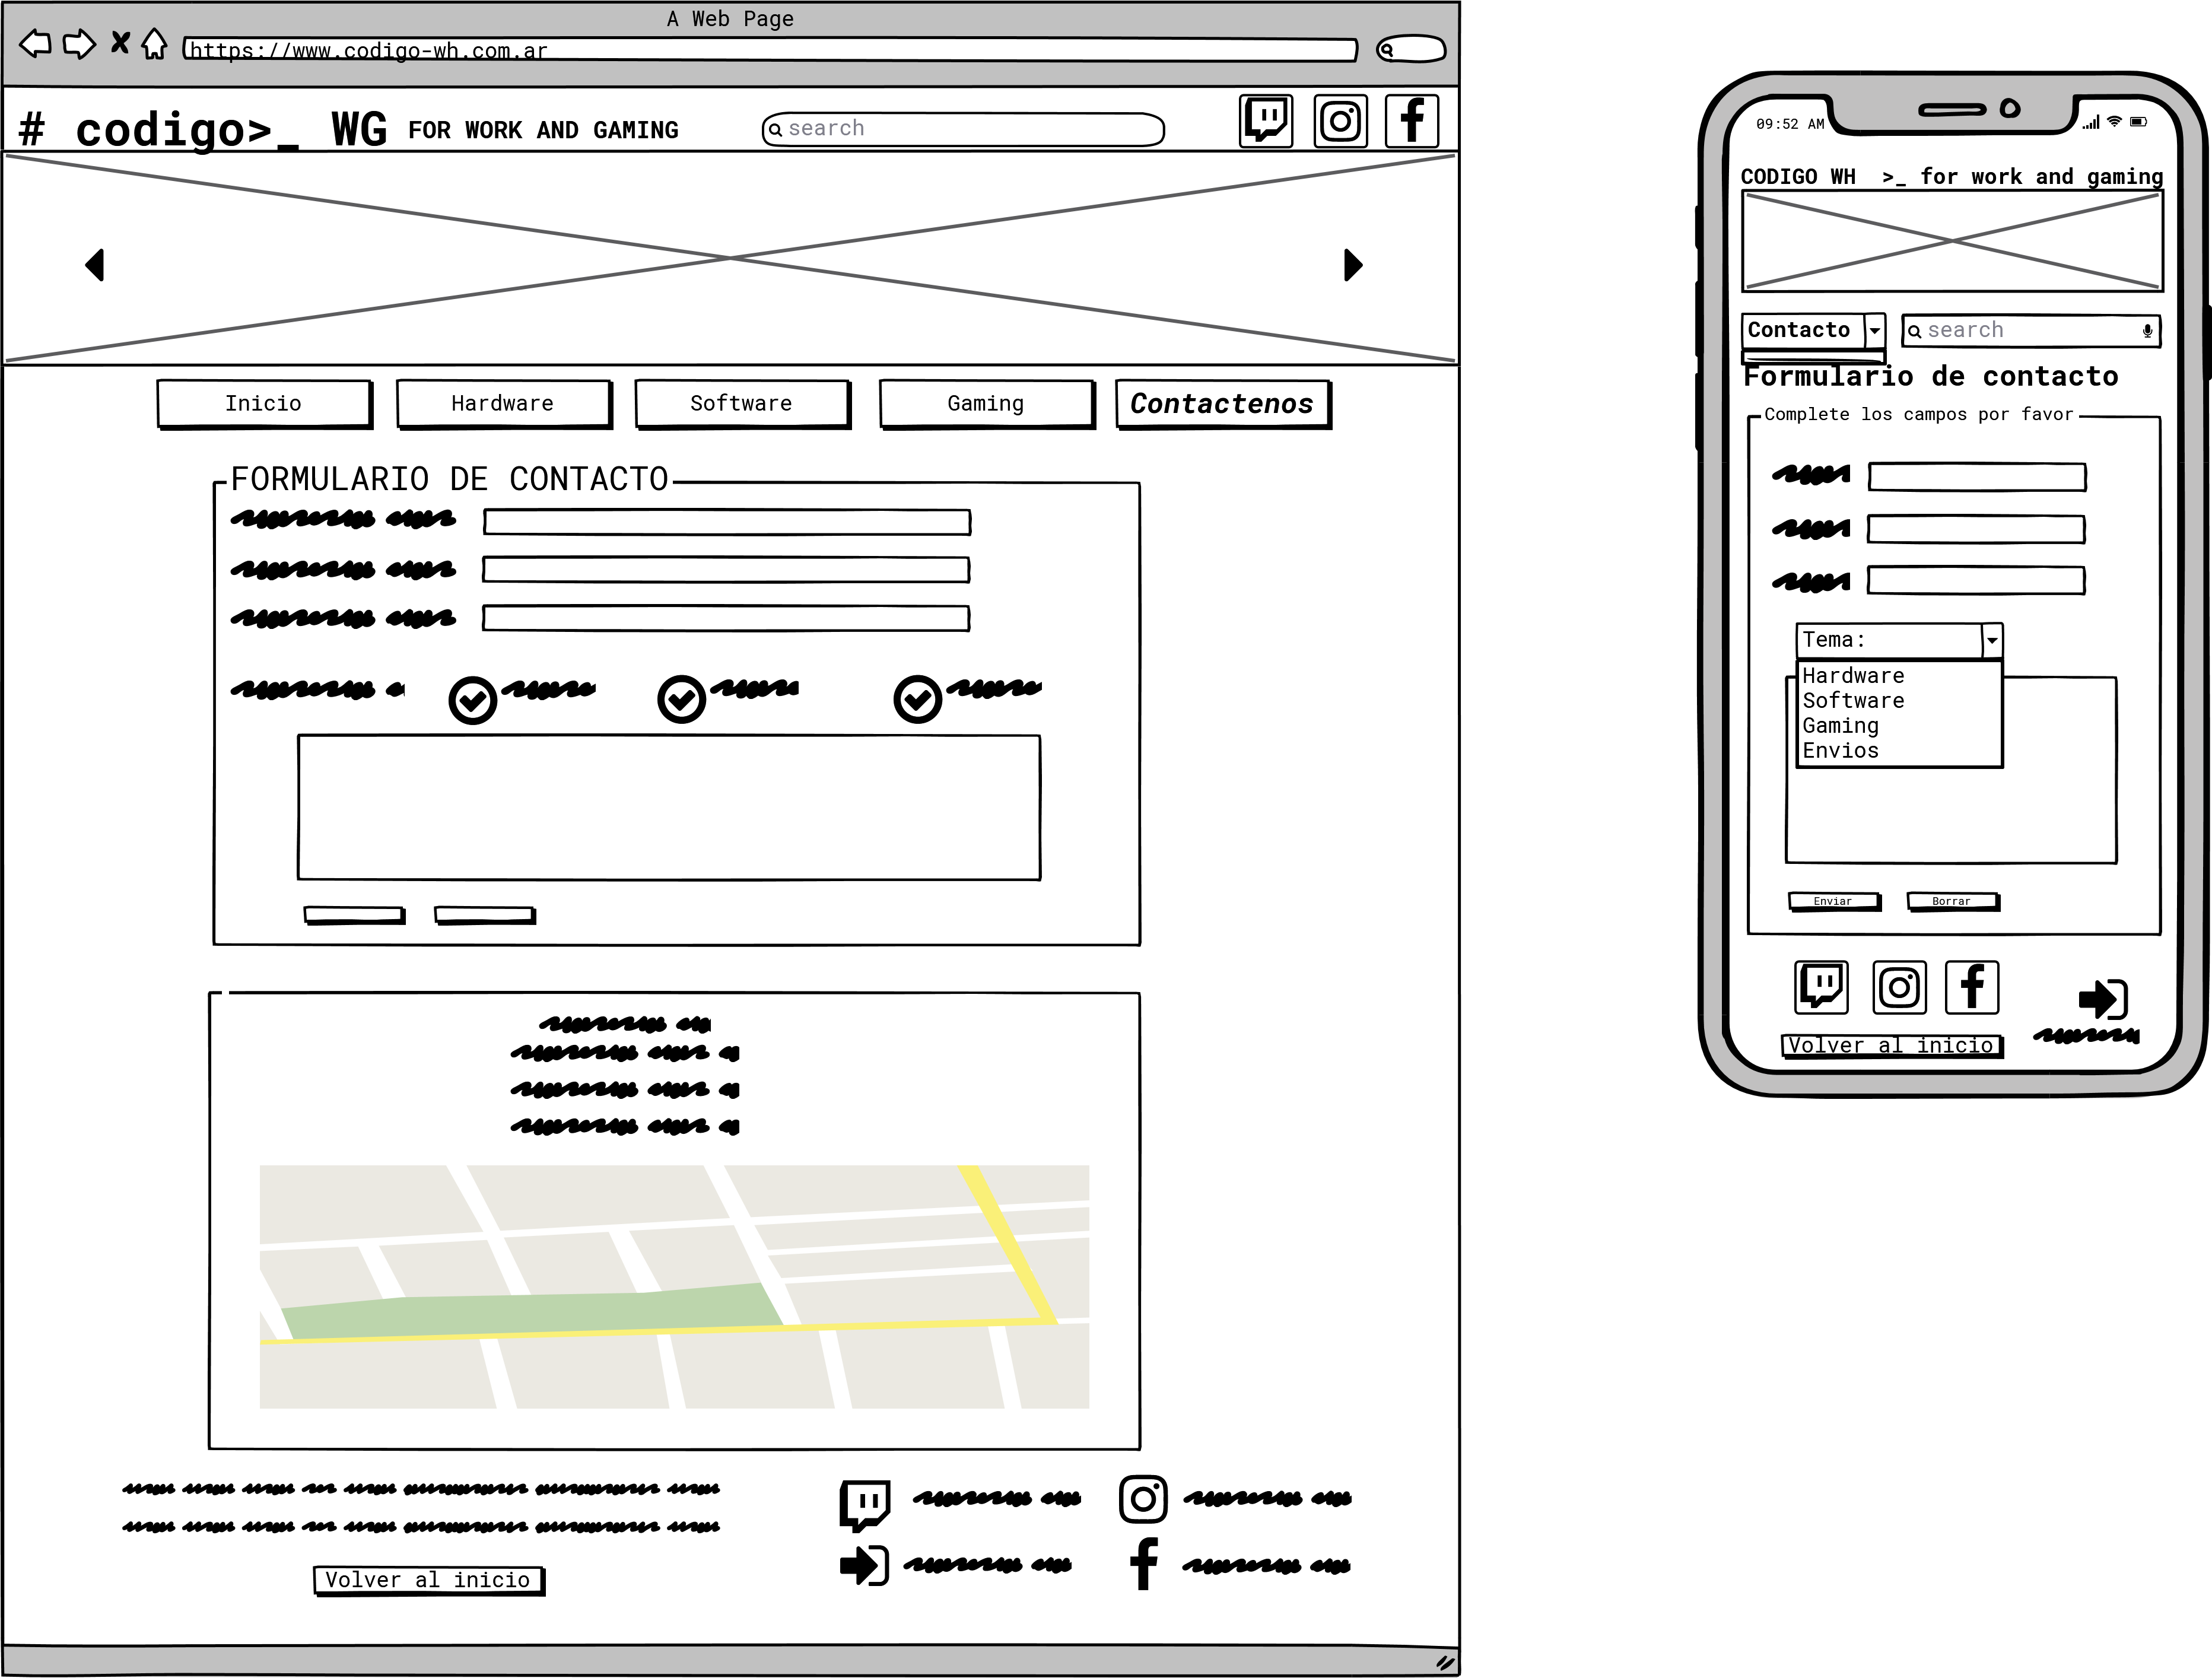 A Web Page
https://www.codigo-wh.com.ar
# codigo>_ WG FOR WORK AND GAMING
search
Inicio
Hardware
Software
Gaming
Contactenos
FORMULARIO DE CONTACTO
Volver al inicio
09:52 AM
CODIGO WH >_ for work and gaming
Contacto
search
Formulario de contacto
Complete los campos por favor
Tema:
Hardware
Software
Gaming
Envios
Enviar
Borrar
Volver al inicio